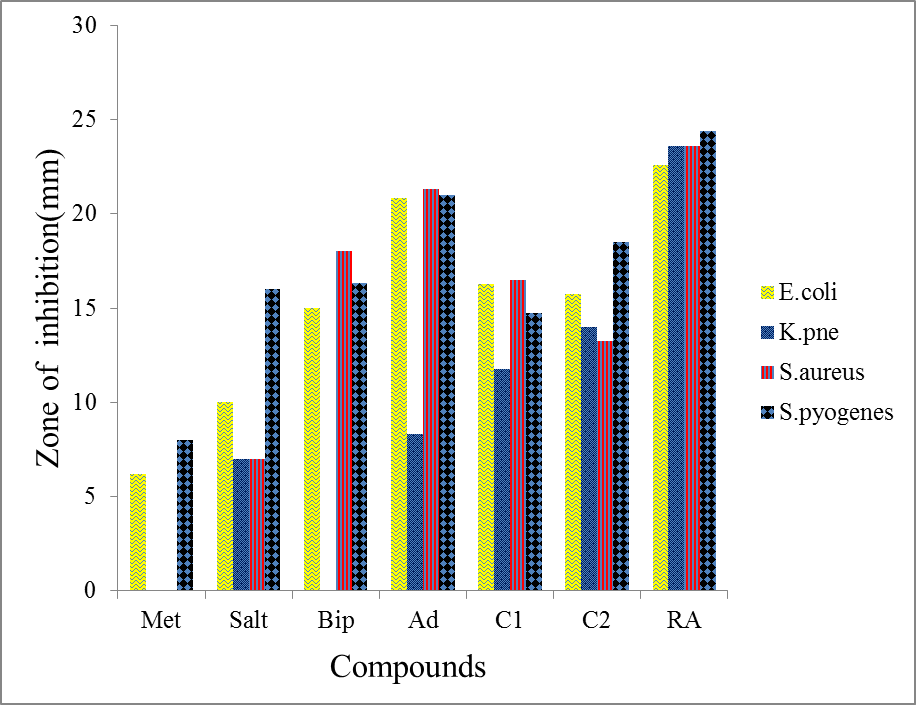 30
25
20
15
10
5
0
Zone of inhibition(mm)
Met Salt Bip Ad C1 C2 RA
Compounds
E.coli
K.pne
S.aureus
S.pyogenes